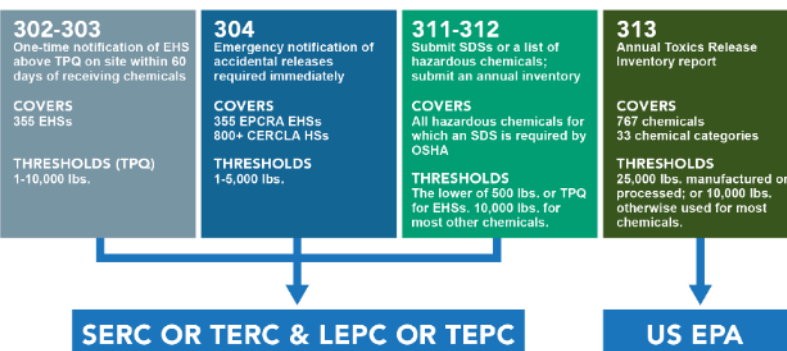 302-303
One-time notification of EHS
above TPQ on site within 60
days of receiving chemicals
COVERS
355 EHSs
THRESHOLDS (TPQ)
1-10,000 lbs.
304
Emergency notification of
accidental releases
required immediately
COVERS
355 EPCRA EHSs
800+ CERCLA HSs
THRESHOLDS
1-5,000 lbs.
311-312
Submit SDSs or a list of
hazardous chemicals;
submit an annual inventory
COVERS
All hazardous chemicals for
which an SDS is required by
OSHA
THRESHOLDS
The lower of 500 lbs. or TPQ
for EHSs. 10,000 lbs. for
most other chemicals.
313
Annual Toxics Release
Inventory report
COVERS
767 chemicals
33 chemical categories
THRESHOLDS
25,000 lbs. manufactured or
processed; or 10,000 lbs.
otherwise used for most
chemicals.
SERC OR TERC & LEPC OR TEPC
US EPA